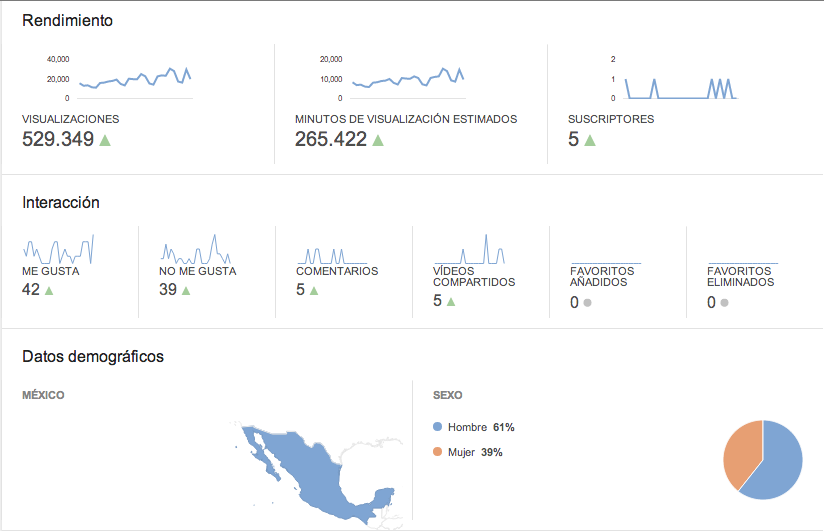 Rendimiento
40,000
20,000
0
20,000
10,000
0
2
1
0
VISUALIZACIONES
529.349
MINUTOS DE VISUALIZACIÓN ESTIMADOS
265.422
SUSCRIPTORES
5
Interacción
ME GUSTA
42
NO ME GUSTA
39
COMENTARIOS
5
VÍDEOS
COMPARTIDOS
5
FAVORITOS
AÑADIDOS
0
FAVORITOS
ELIMINADOS
0
Datos demográficos
MÉXICO
SEXO
Hombre 61%
Mujer 39%